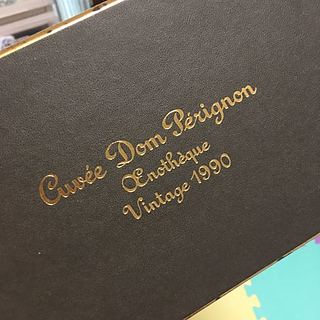 Cuvée Dom Pérignon
Œnothèque
Vintage 1990